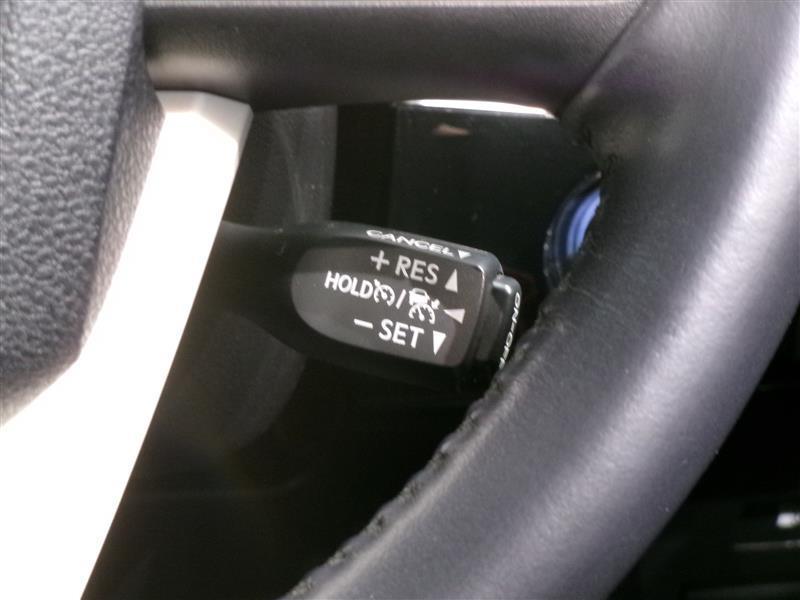 CANCEL▼
+ RES ▲
HOLD / ◀
− SET ▼
ON-OFF